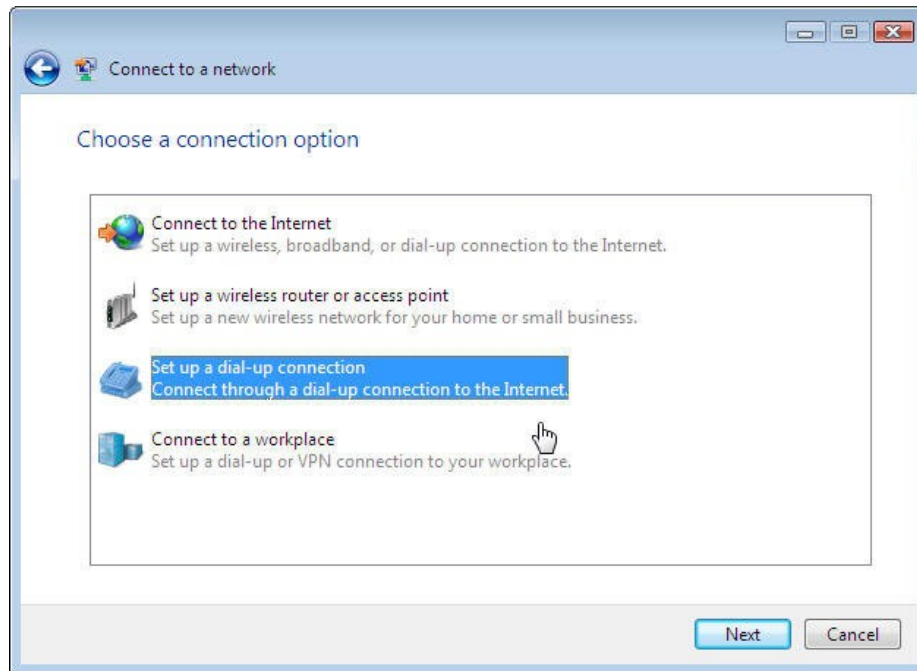 Connect to a network
Choose a connection option
Connect to the Internet
Set up a wireless, broadband, or dial-up connection to the Internet.
Set up a wireless router or access point
Set up a new wireless network for your home or small business.
Set up a dial-up connection
Connect through a dial-up connection to the Internet.
Connect to a workplace
Set up a dial-up or VPN connection to your workplace.
Next
Cancel